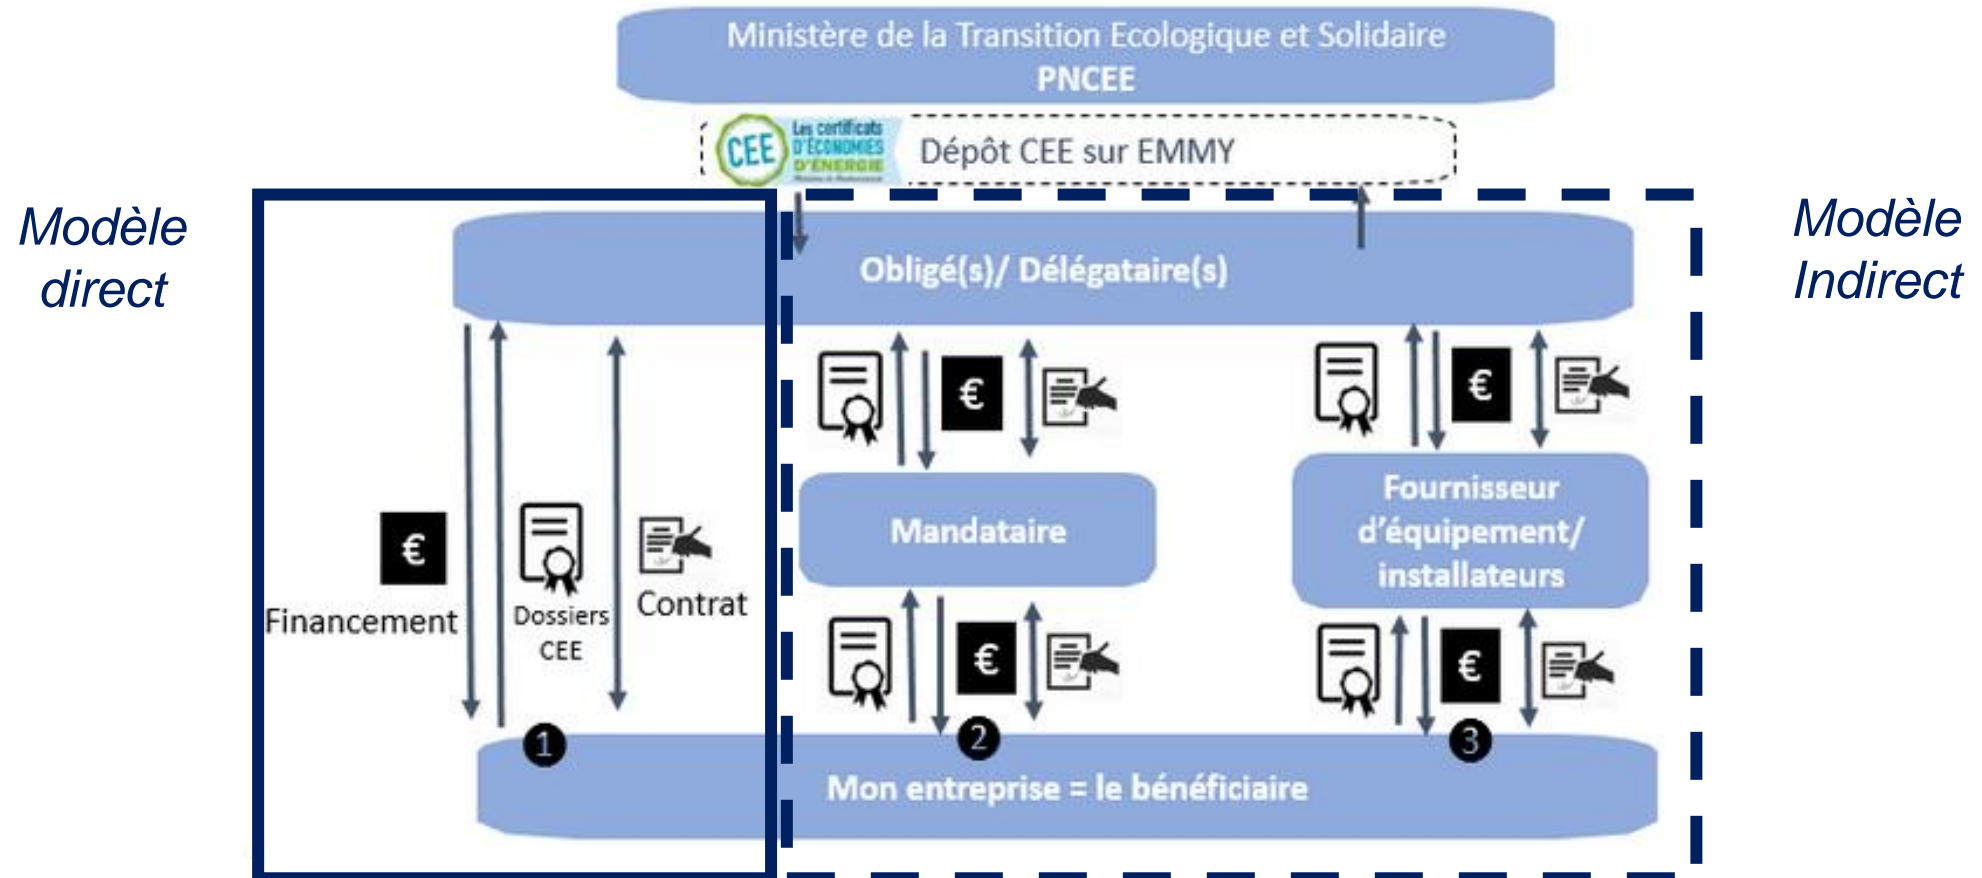 Ministère de la Transition Ecologique et Solidaire
PNCEE
CEE
Les certificats
D'ÉCONOMIES
D'ÉNERGIE
Dépôt CEE sur EMMY
Modèle
direct
Modèle
Indirect
Obligé(s)/ Délégataire(s)
€
€
Mandataire
Fournisseur
d'équipement/
installateurs
€
Financement
Dossiers
CEE
Contrat
€
€
1
2
3
Mon entreprise = le bénéficiaire